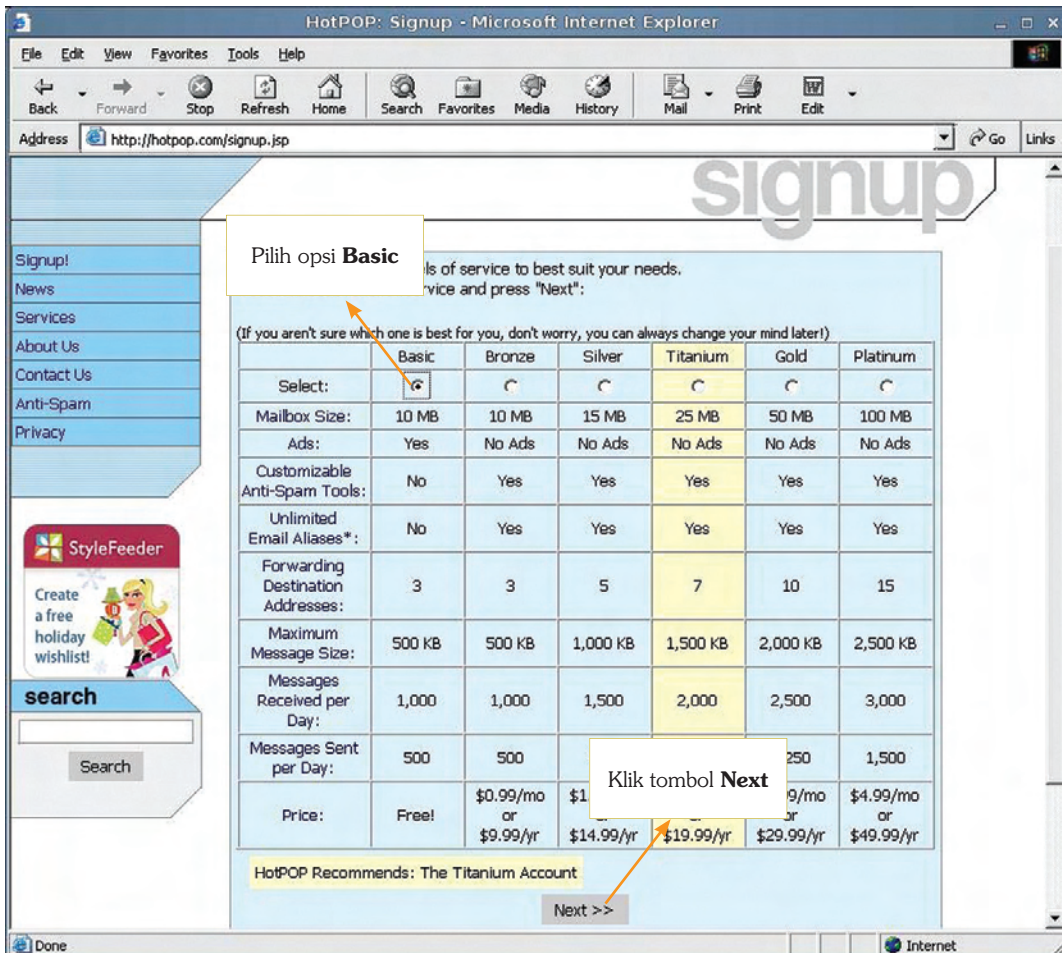 HotPOP: Signup - Microsoft Internet Explorer
File Edit View Favorites Tools Help
Back Forward Stop Refresh Home Search Favorites Media History Mail Print Edit
Address http://hotpop.com/signup.jsp Go Links
signup
Signup!
News
Services
About Us
Contact Us
Anti-Spam
Privacy
StyleFeeder
Create
a free
holiday
wishlist!
search
Search
Pilih opsi Basic
of service to best suit your needs.
and press "Next":
(If you aren't sure which one is best for you, don't worry, you can always change your mind later!)
Basic Bronze Silver Titanium Gold Platinum
Select:
Mailbox Size: 10 MB 10 MB 15 MB 25 MB 50 MB 100 MB
Ads: Yes No Ads No Ads No Ads No Ads No Ads
Customizable
Anti-Spam Tools: No Yes Yes Yes Yes Yes
Unlimited
Email Aliases*: No Yes Yes Yes Yes Yes
Forwarding
Destination
Addresses: 3 3 5 7 10 15
Maximum
Message Size: 500 KB 500 KB 1,000 KB 1,500 KB 2,000 KB 2,500 KB
Messages
Received per
Day: 1,000 1,000 1,500 2,000 2,500 3,000
Messages Sent
per Day: 500 500 250 1,500
Klik tombol Next
Price: Free!
$0.99/mo $4.99/mo
or or or
$9.99/yr $14.99/yr $19.99/yr $29.99/yr $49.99/yr
HotPOP Recommends: The Titanium Account
Next >>
Done Internet